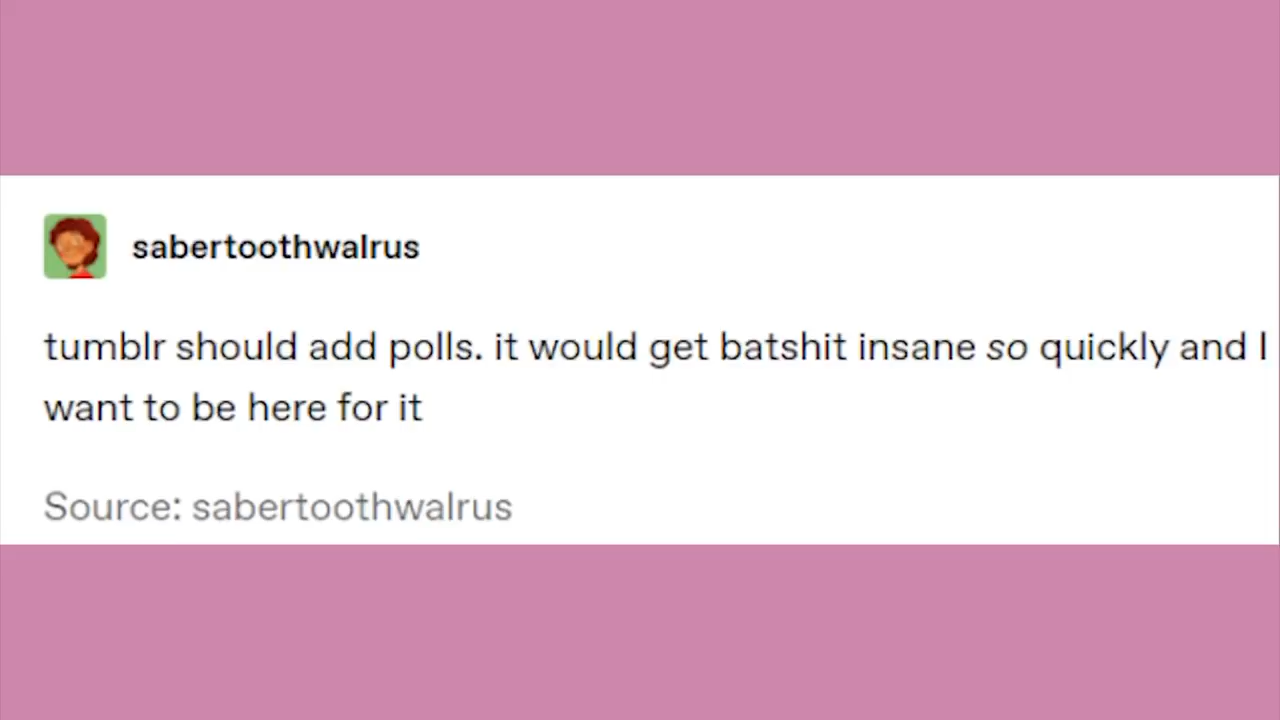 sabertoothwalrus
tumblr should add polls. it would get batshit insane so quickly and I
want to be here for it
Source: sabertoothwalrus